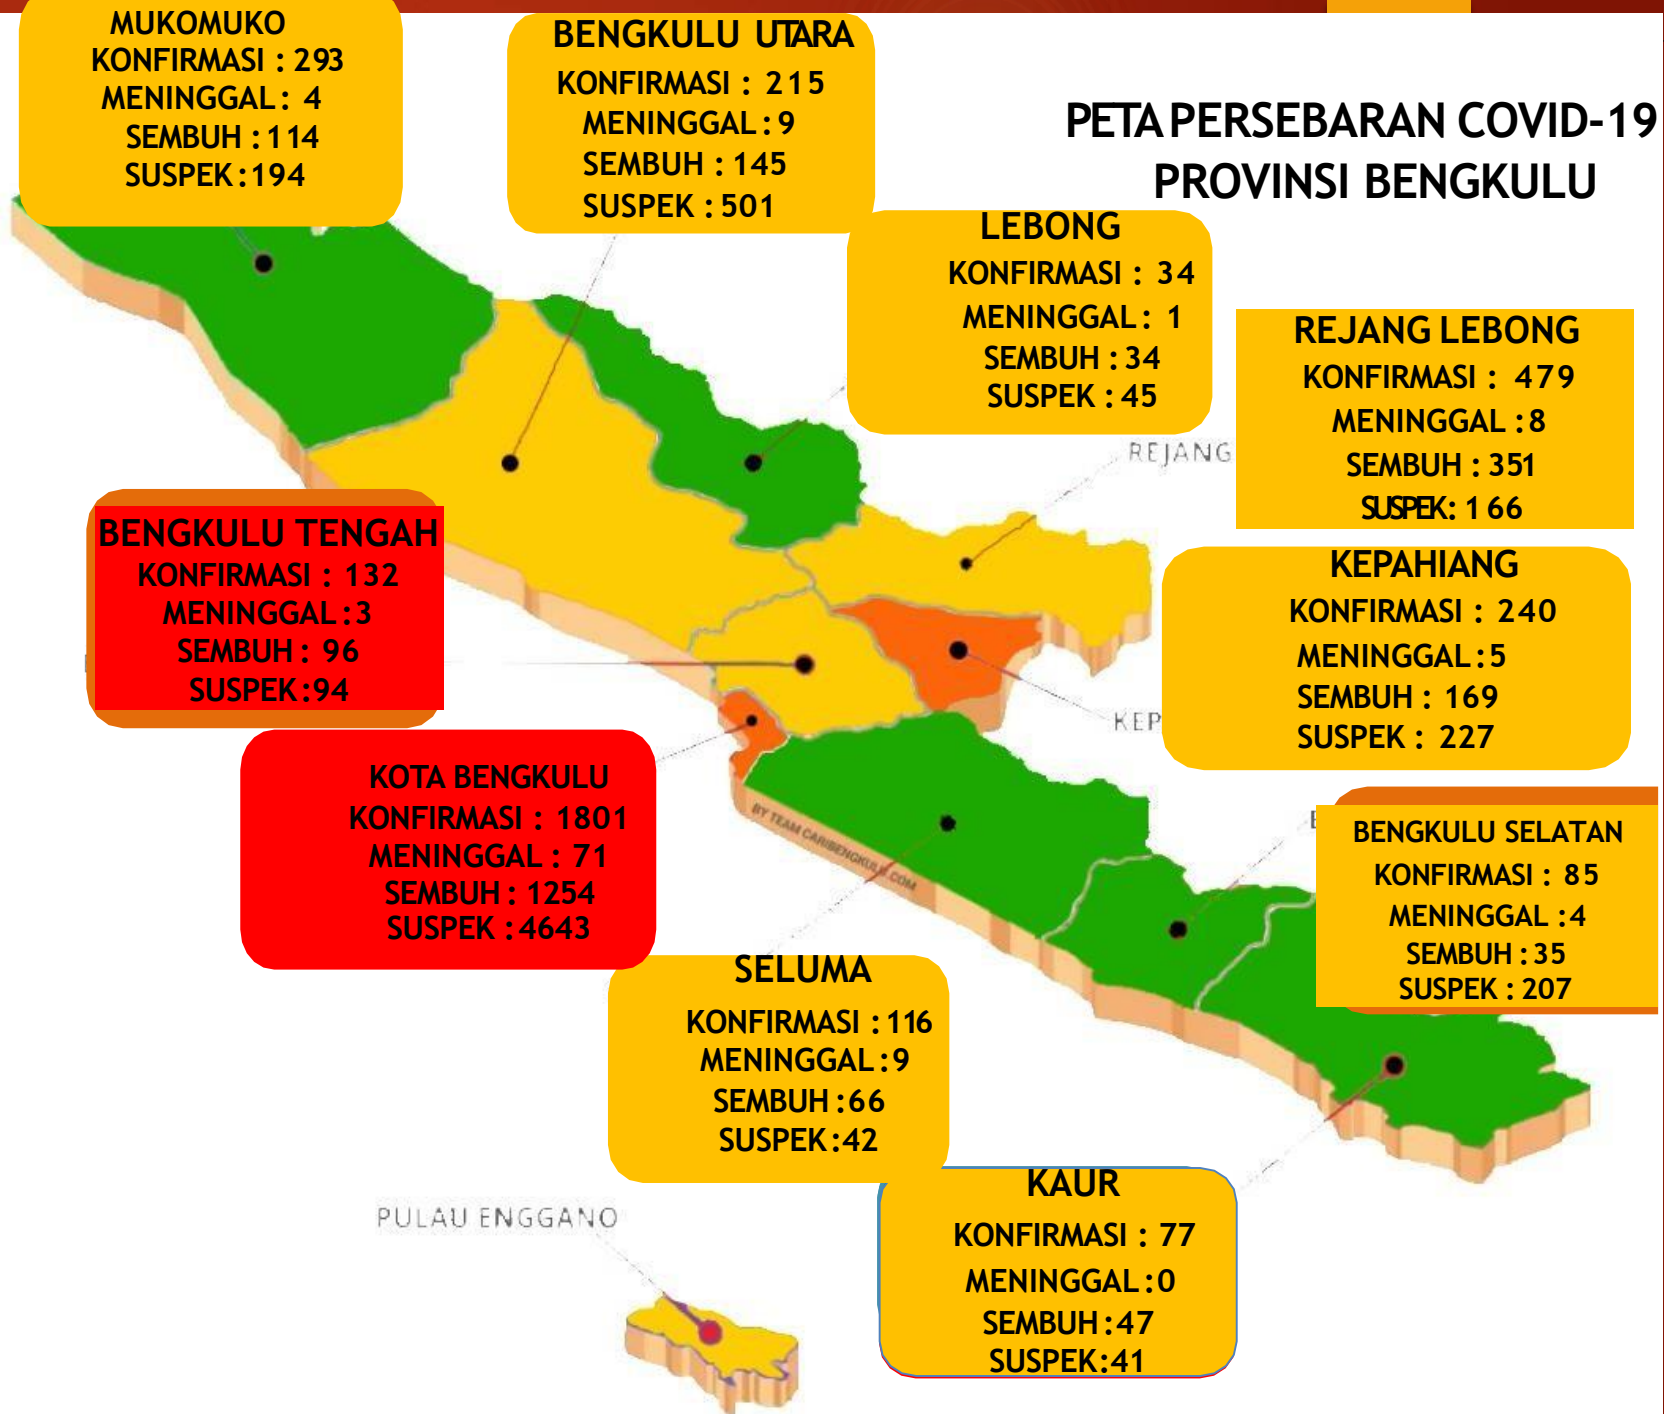 MUKOMUKO
KONFIRMASI : 293
MENINGGAL : 4
SEMBUH : 114
SUSPEK : 194
BENGKULU UTARA
KONFIRMASI : 215
MENINGGAL : 9
SEMBUH : 145
SUSPEK : 501
PETA PERSEBARAN COVID-19
PROVINSI BENGKULU
LEBONG
KONFIRMASI : 34
MENINGGAL : 1
SEMBUH : 34
SUSPEK : 45
REJANG LEBONG
KONFIRMASI : 479
MENINGGAL : 8
SEMBUH : 351
SUSPEK : 166
REJANG
BENGKULU TENGAH
KONFIRMASI : 132
MENINGGAL : 3
SEMBUH : 96
SUSPEK : 94
KEPAHIANG
KONFIRMASI : 240
MENINGGAL : 5
SEMBUH : 169
SUSPEK : 227
KEP
KOTA BENGKULU
KONFIRMASI : 1801
MENINGGAL : 71
SEMBUH : 1254
SUSPEK : 4643
BY TEAM CARIBENGKULU.COM
BENGKULU SELATAN
KONFIRMASI : 85
MENINGGAL : 4
SEMBUH : 35
SUSPEK : 207
SELUMA
KONFIRMASI : 116
MENINGGAL : 9
SEMBUH : 66
SUSPEK : 42
KAUR
KONFIRMASI : 77
MENINGGAL : 0
SEMBUH : 47
SUSPEK : 41
PULAU ENGGANO